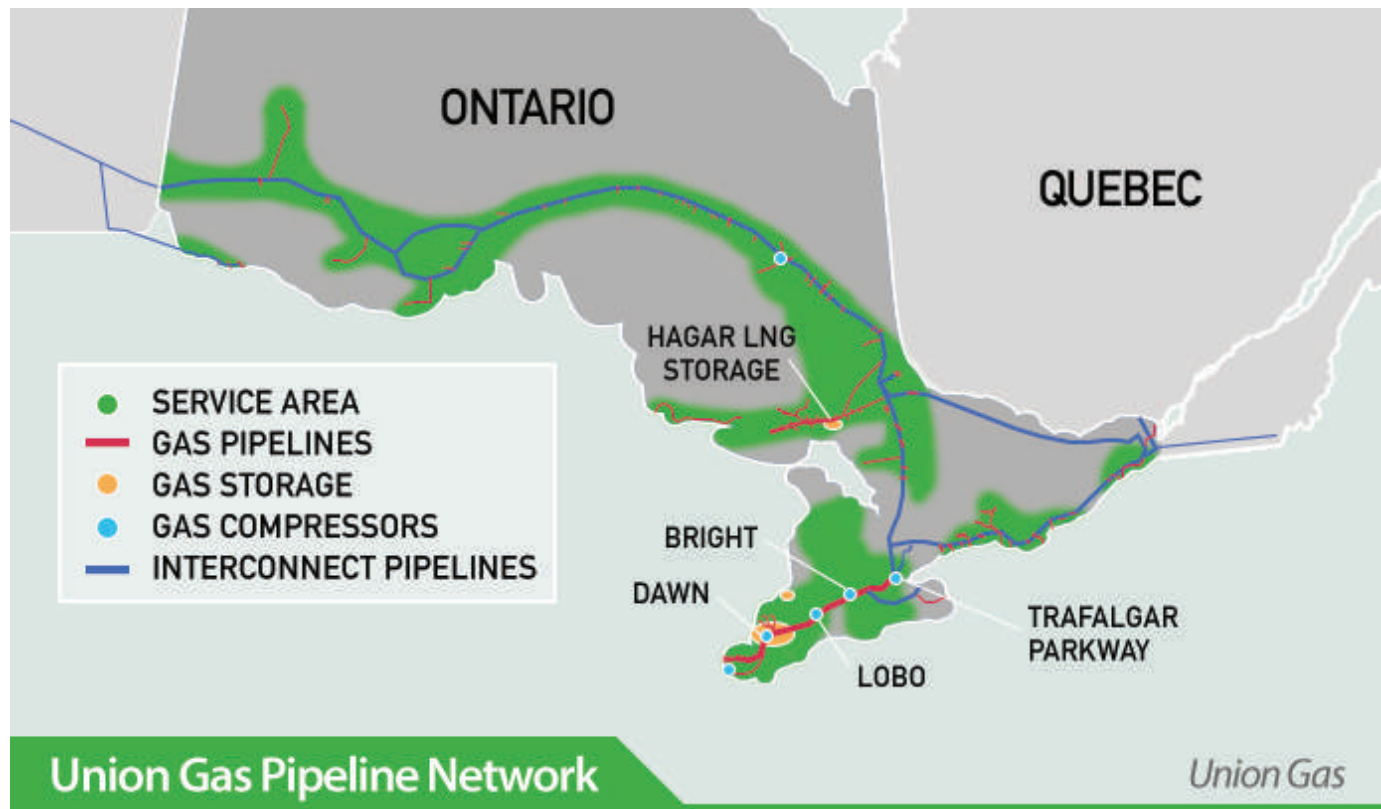 ONTARIO
QUEBEC
HAGAR LNG
STORAGE
SERVICE AREA
GAS PIPELINES
GAS STORAGE
GAS COMPRESSORS
INTERCONNECT PIPELINES
BRIGHT
DAWN
TRAFALGAR
PARKWAY
LOBO
Union Gas Pipeline Network
Union Gas